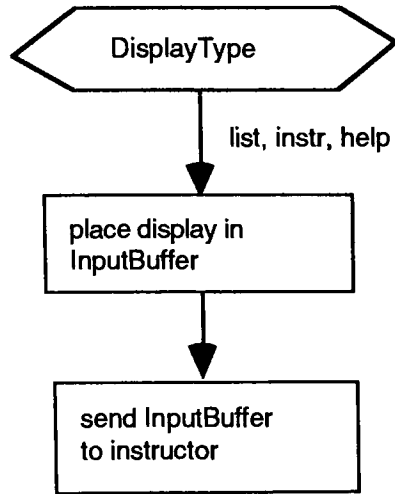 DisplayType
list, instr, help
place display in
InputBuffer
send InputBuffer
to instructor